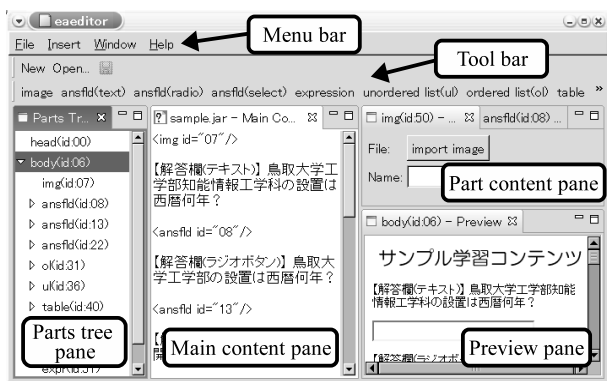 eaeditor
Menu bar
File Insert Window Help
Tool bar
New Open...
image ansfld(text) ansfld(radio) ansfld(select) expression unordered list(ul) ordered list(ol) table »
Parts Tr...
head(id:00)
body(id:06)
img(id:07)
ansfld(id:08)
ansfld(id:13)
ansfld(id:22)
ol(id:31)
ul(id:36)
table(id:40)
Parts tree
pane
sample.jar - Main Co...
<img id="07"/>
【解答欄(テキスト)】鳥取大学工
学部知能情報工学科の設置は
西暦何年？
<ansfld id="08"/>
【解答欄(ラジオボタン)】鳥取大
学工学部の設置は西暦何年？
<ansfld id="13"/>
Main content pane
img(id:50) - ...
ansfld(id:08) ...
File: import image
Name:
Part content pane
body(id:06) - Preview
サンプル学習コンテンツ
【解答欄(テキスト)】鳥取大学工学部知能
情報工学科の設置は西暦何年？
Preview pane